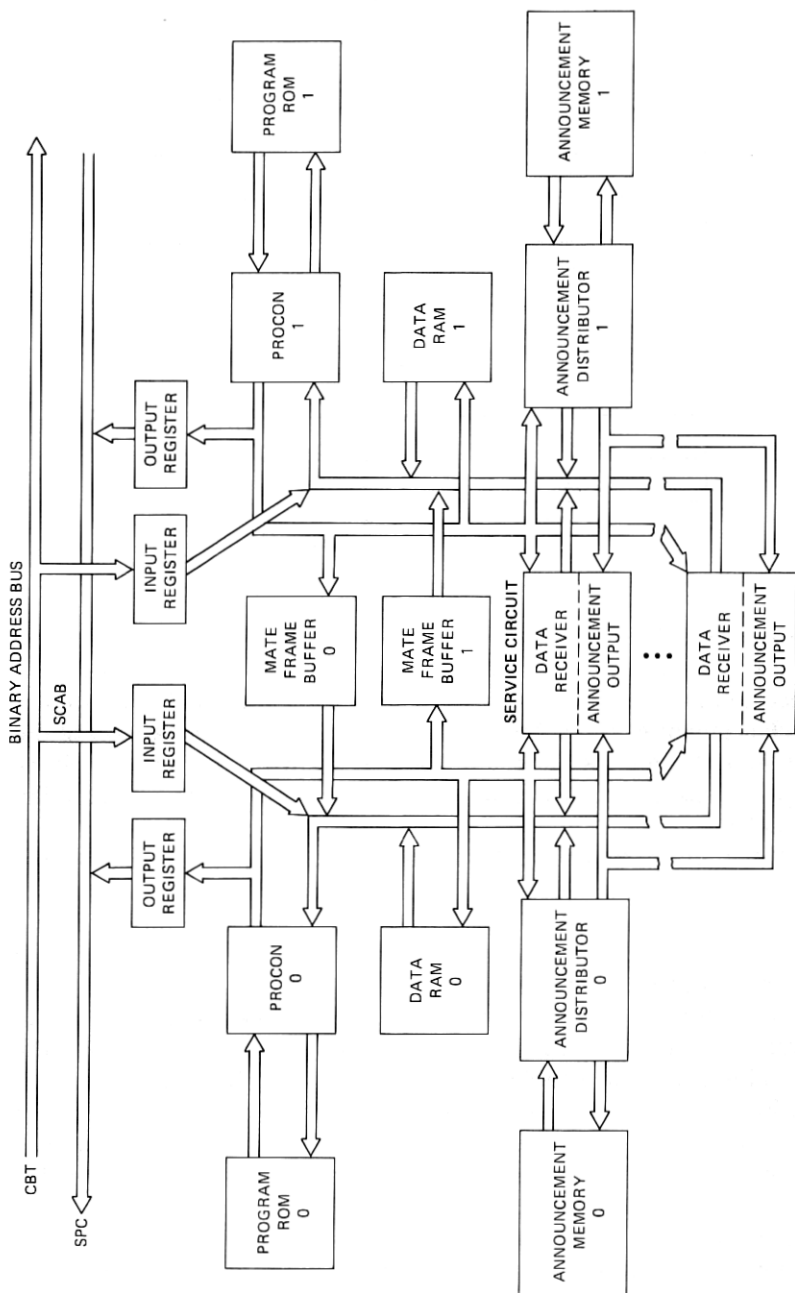 BINARY ADDRESS BUS
CBT
SCAB
SPC
OUTPUT
REGISTER
INPUT
REGISTER
INPUT
REGISTER
OUTPUT
REGISTER
PROGRAM
ROM
0
PROCON
0
MATE
FRAME
BUFFER
0
PROCON
1
PROGRAM
ROM
1
DATA
RAM
0
MATE
FRAME
BUFFER
1
DATA
RAM
1
SERVICE CIRCUIT
ANNOUNCEMENT
MEMORY
0
ANNOUNCEMENT
DISTRIBUTOR
0
DATA
RECEIVER
ANNOUNCEMENT
OUTPUT
ANNOUNCEMENT
DISTRIBUTOR
1
ANNOUNCEMENT
MEMORY
1
DATA
RECEIVER
ANNOUNCEMENT
OUTPUT